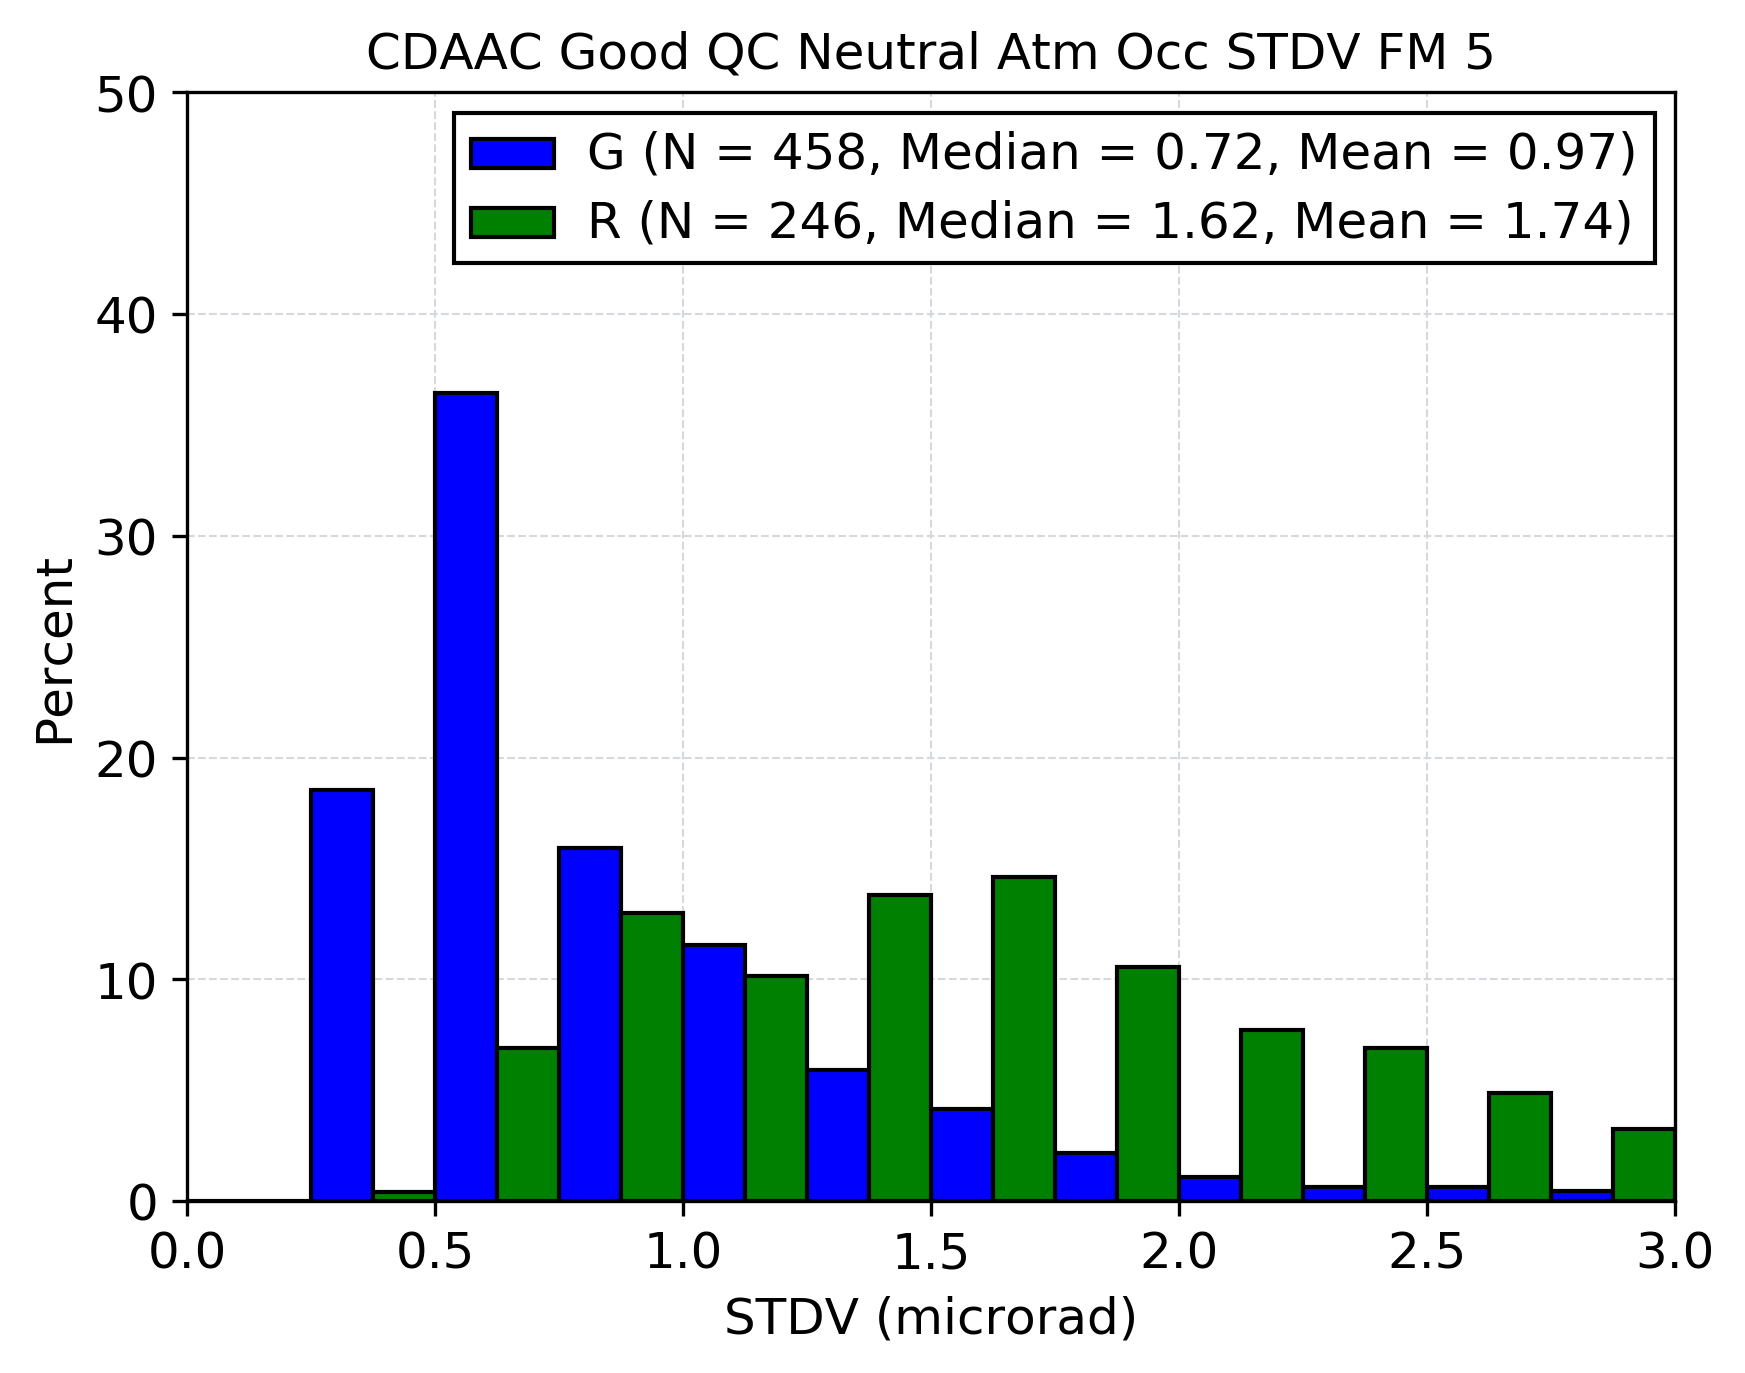 CDAAC Good QC Neutral Atm Occ STDV FM 5
50
G (N = 458, Median = 0.72, Mean = 0.97)
R (N = 246, Median = 1.62, Mean = 1.74)
40
30
Percent
20
10
0
0.0 0.5 1.0 1.5 2.0 2.5 3.0
STDV (microrad)